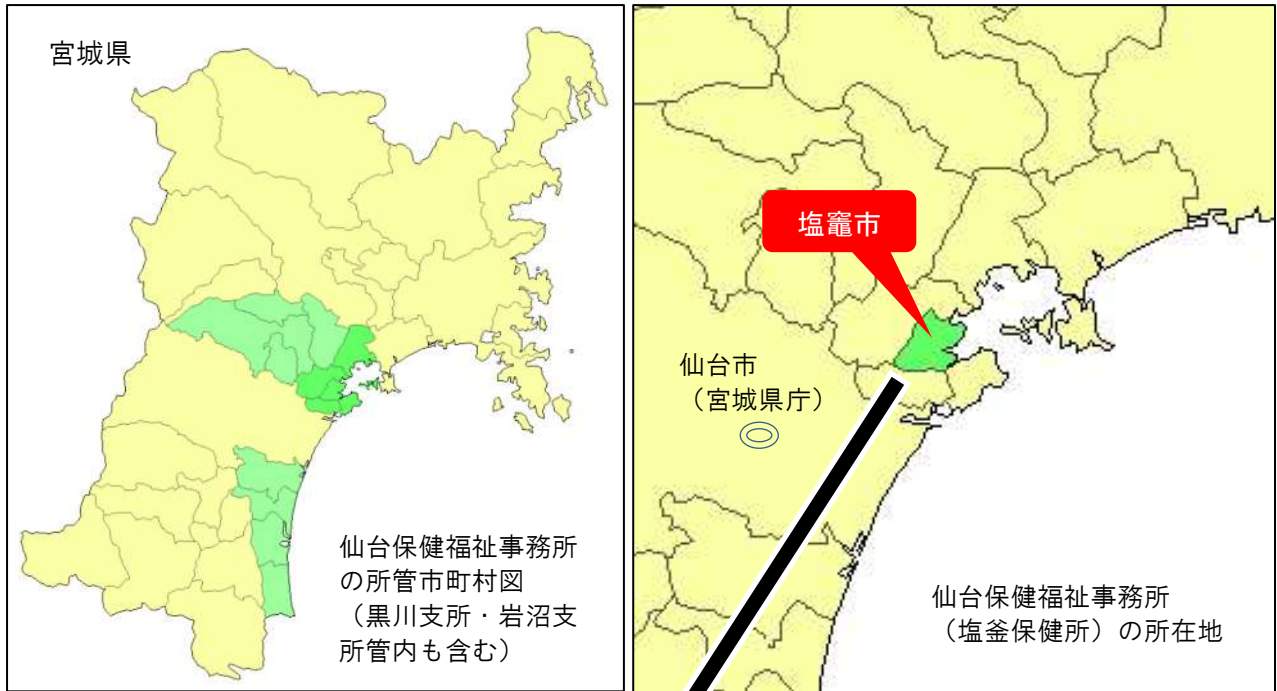 宮城県
仙台保健福祉事務所
の所管市町村図
（黒川支所・岩沼支
所管内も含む）
塩竈市
仙台市
（宮城県庁）
仙台保健福祉事務所
（塩釜保健所）の所在地